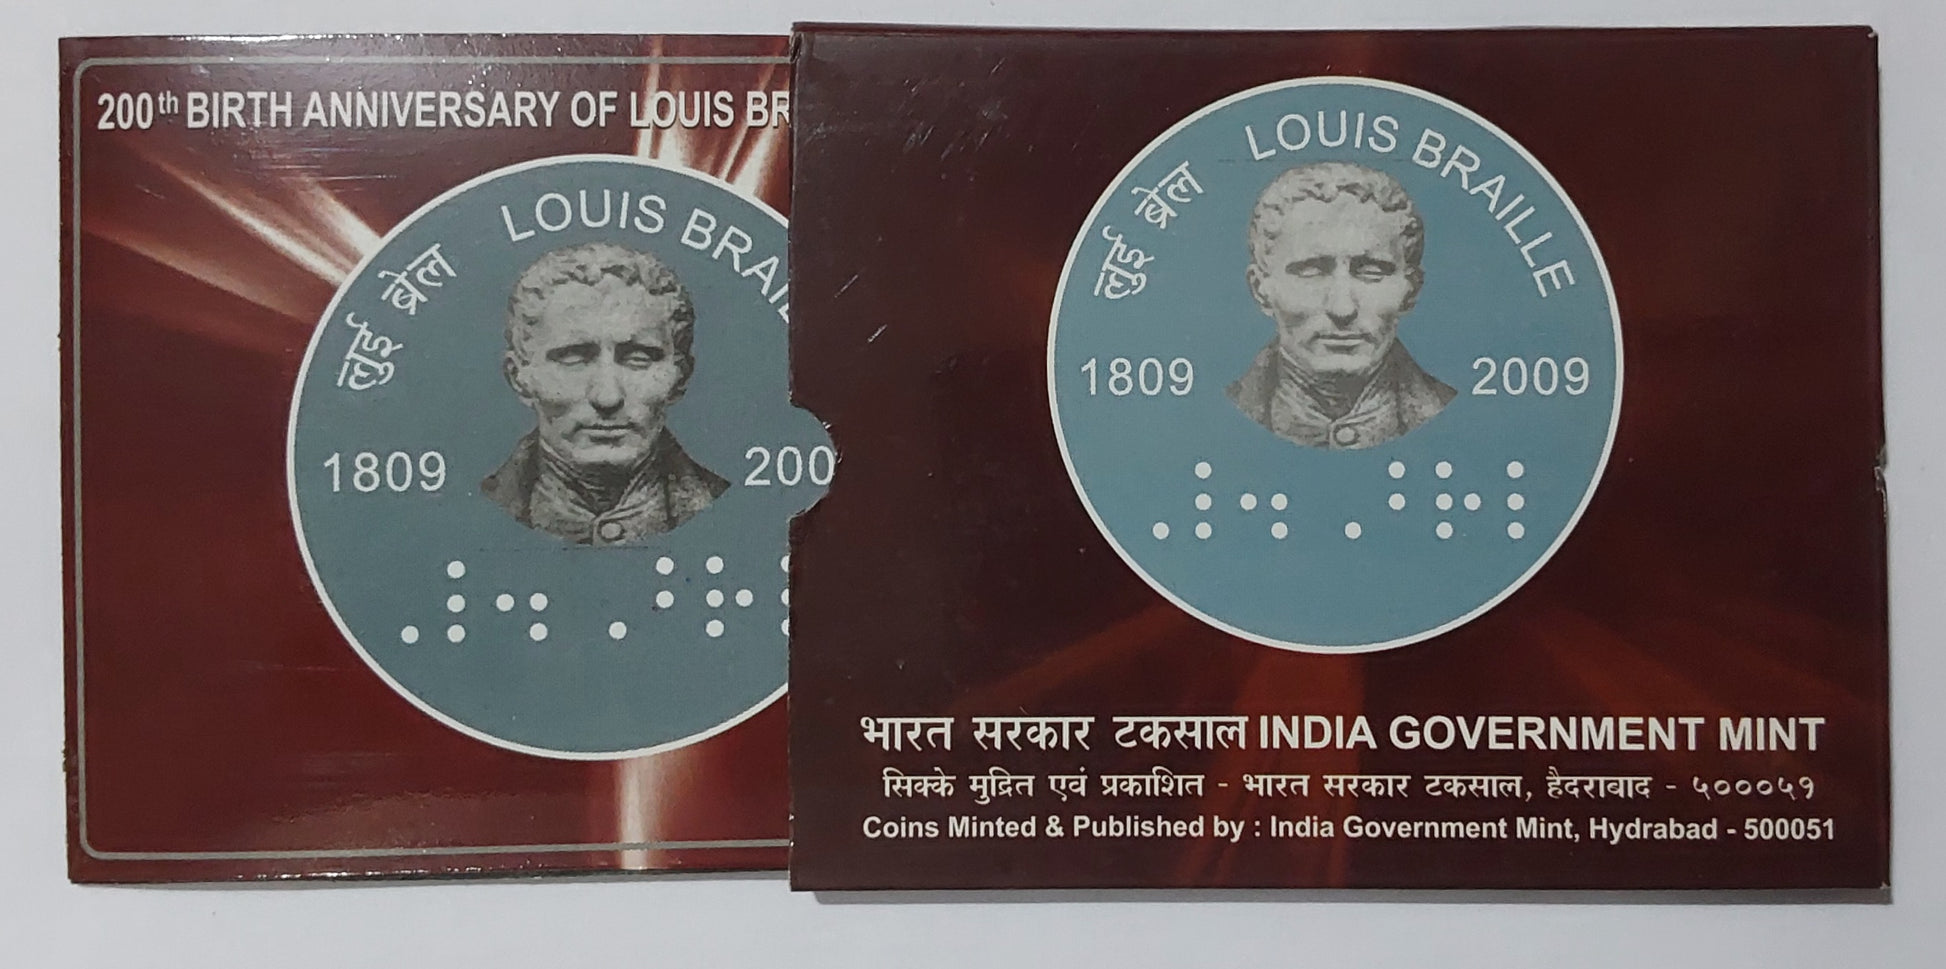 200th BIRTH ANNIVERSARY OF LOUIS BR
लुई ब्रेल LOUIS BRAIL
1809 200
⠠⠇⠲ ⠠⠃⠗
लुई ब्रेल LOUIS BRAILLE
1809 2009
⠠⠇⠲ ⠠⠃⠗⠇
भारत सरकार टकसाल INDIA GOVERNMENT MINT
सिक्के मुद्रित एवं प्रकाशित - भारत सरकार टकसाल, हैदराबाद - ५०००५१
Coins Minted & Published by : India Government Mint, Hydrabad - 500051